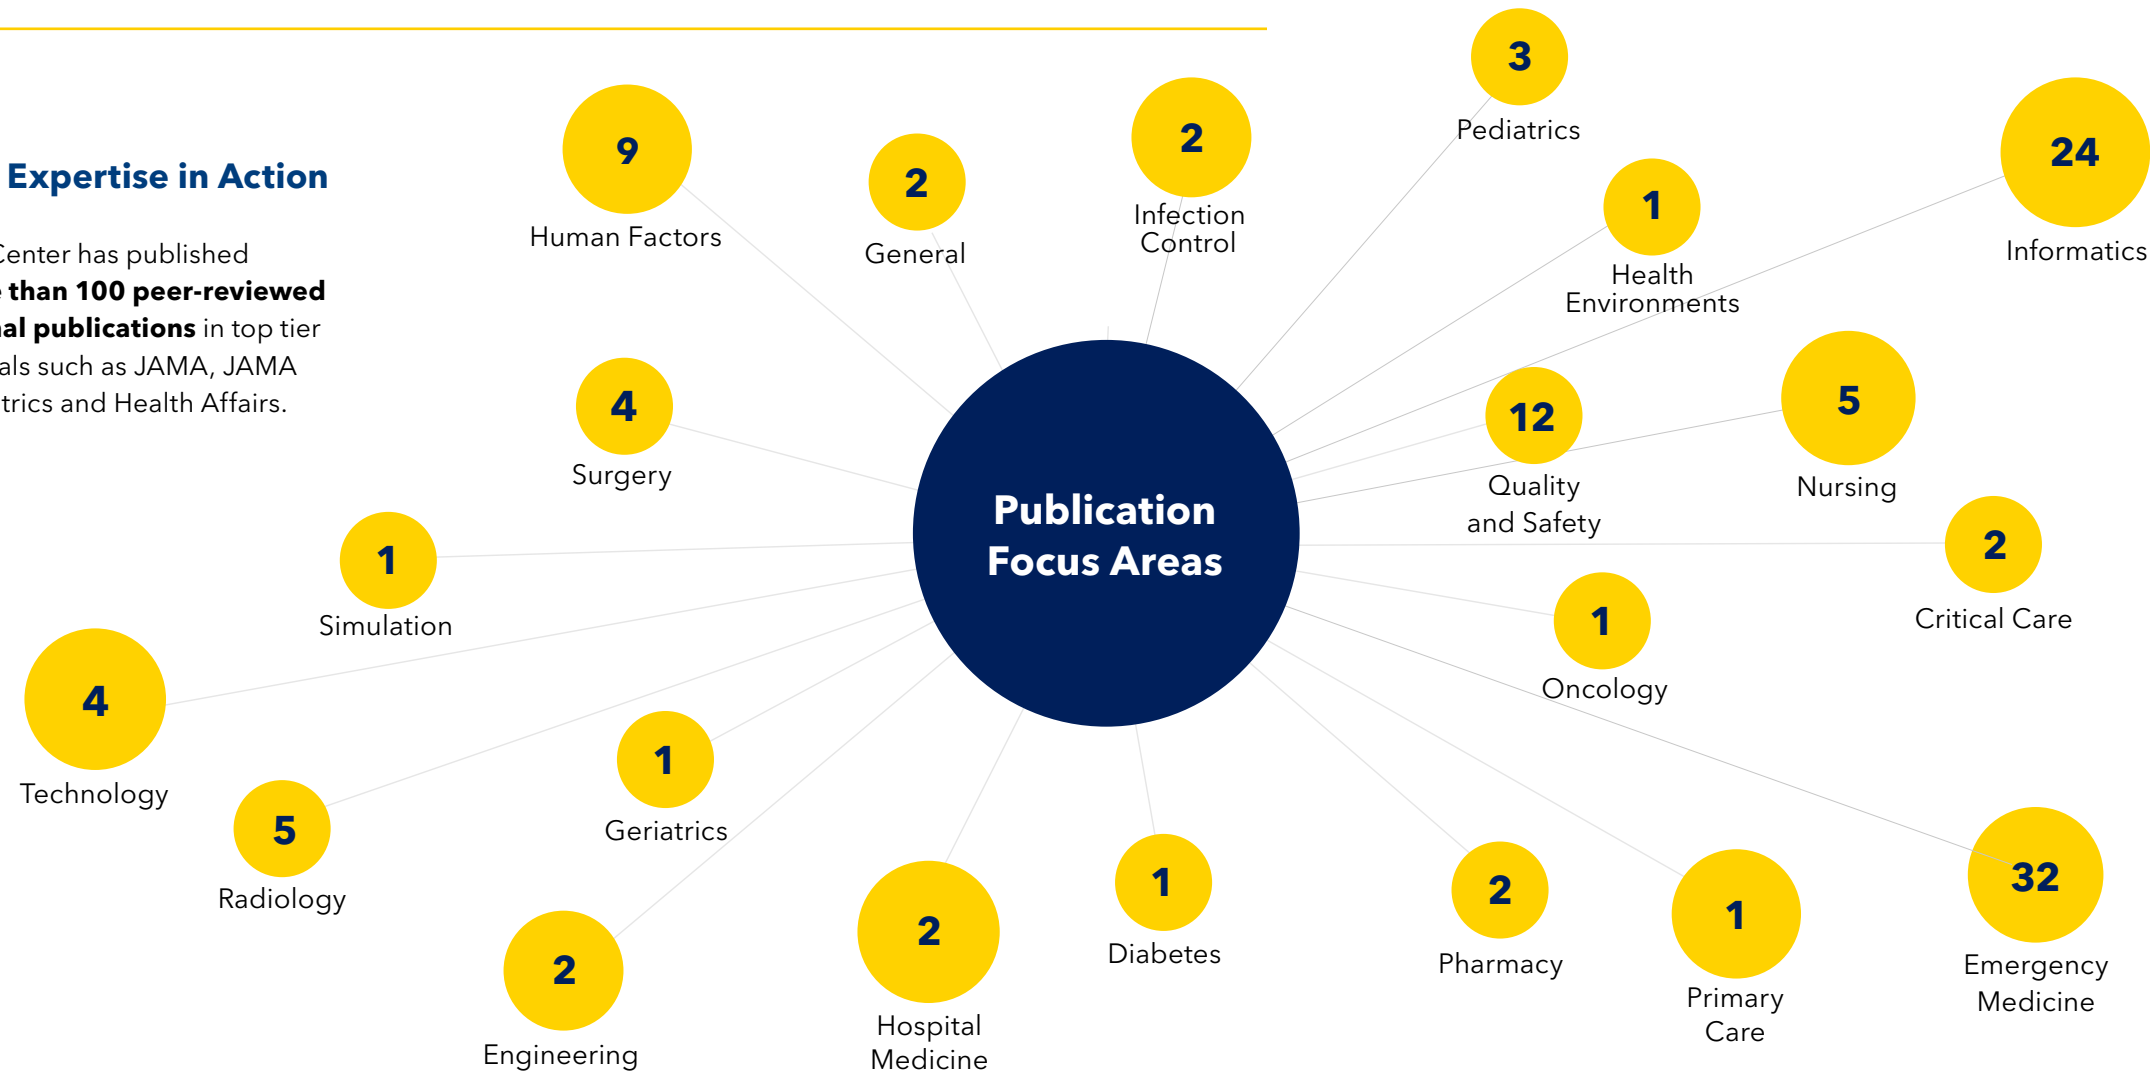 Expertise in Action
Center has published
than 100 peer-reviewed
publications in top tier
such as JAMA, JAMA
and Health Affairs.
Publication
Focus Areas
9
Human Factors
2
General
2
Infection
Control
3
Pediatrics
1
Health
Environments
24
Informatics
4
Surgery
12
Quality
and Safety
5
Nursing
1
Simulation
2
Critical Care
4
Technology
1
Oncology
5
Radiology
1
Geriatrics
2
Engineering
2
Hospital
Medicine
1
Diabetes
2
Pharmacy
1
Primary
Care
32
Emergency
Medicine